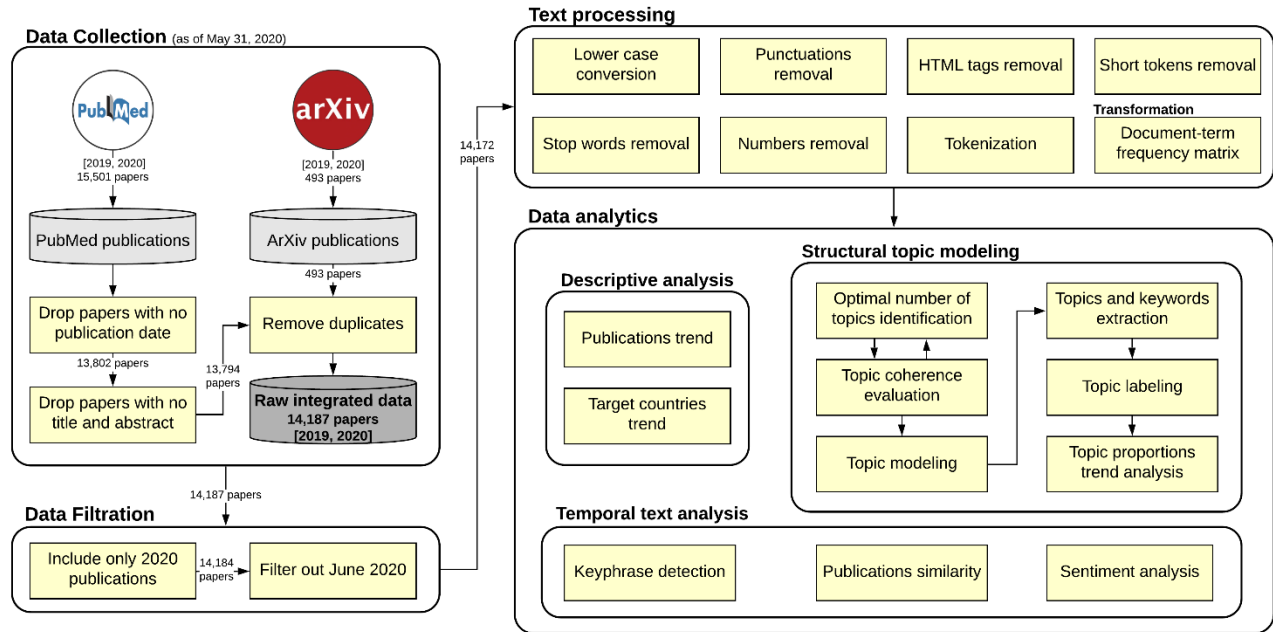 Data Collection (as of May 31, 2020)
PubMed
arXiv
[2019, 2020]
15,501 papers
[2019, 2020]
493 papers
PubMed publications
ArXiv publications
493 papers
Drop papers with no
publication date
Remove duplicates
13,802 papers
13,794
papers
Drop papers with no
title and abstract
Raw integrated data
14,187 papers
[2019, 2020]
14,187 papers
Data Filtration
Include only 2020
publications
14,184
papers
Filter out June 2020
14,172
papers
Text processing
Lower case
conversion
Punctuations
removal
HTML tags removal
Short tokens removal
Stop words removal
Numbers removal
Tokenization
Transformation
Document-term
frequency matrix
Data analytics
Descriptive analysis
Publications trend
Target countries
trend
Structural topic modeling
Optimal number of
topics identification
Topic coherence
evaluation
Topic modeling
Topics and keywords
extraction
Topic labeling
Topic proportions
trend analysis
Temporal text analysis
Keyphrase detection
Publications similarity
Sentiment analysis